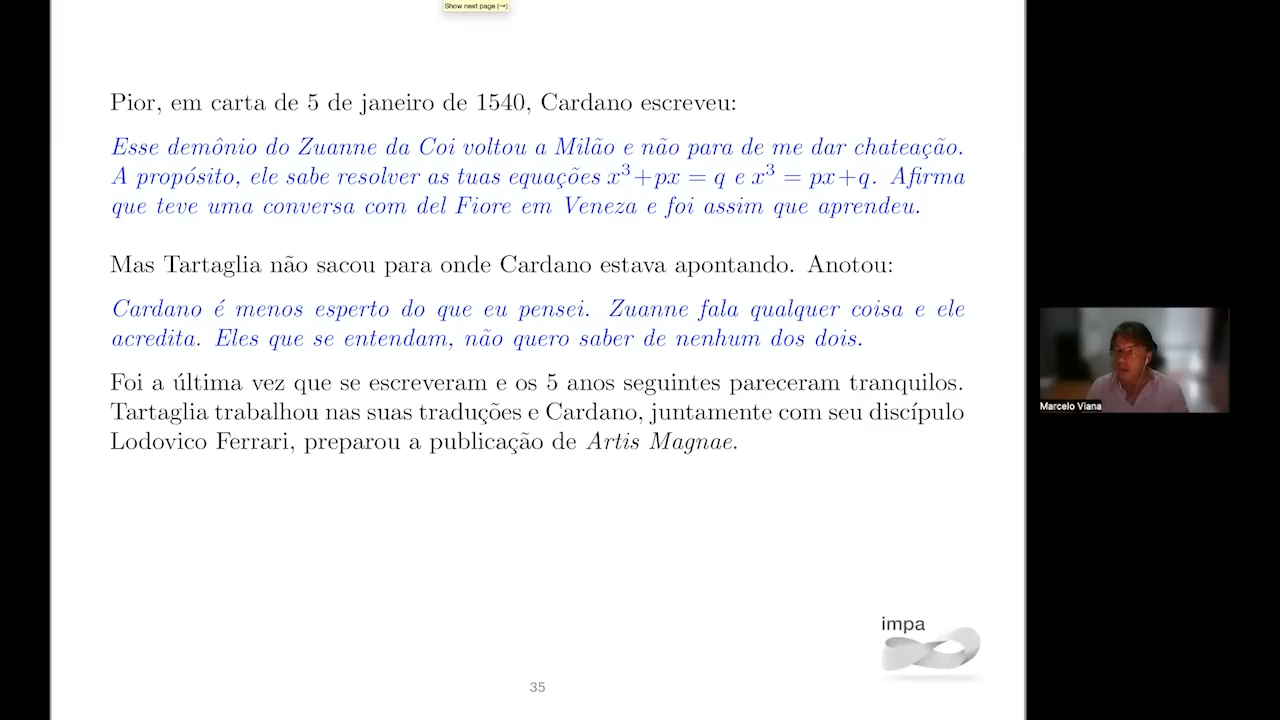 Show next page (→)
Pior, em carta de 5 de janeiro de 1540, Cardano escreveu:
Esse demônio do Zuanne da Coi voltou a Milão e não para de me dar chateação.
A propósito, ele sabe resolver as tuas equações x³+px = q e x³ = px+q. Afirma
que teve uma conversa com del Fiore em Veneza e foi assim que aprendeu.
Mas Tartaglia não sacou para onde Cardano estava apontando. Anotou:
Cardano é menos esperto do que eu pensei. Zuanne fala qualquer coisa e ele
acredita. Eles que se entendam, não quero saber de nenhum dos dois.
Foi a última vez que se escreveram e os 5 anos seguintes pareceram tranquilos.
Tartaglia trabalhou nas suas traduções e Cardano, juntamente com seu discípulo
Lodovico Ferrari, preparou a publicação de Artis Magnae.
Marcelo Viana
impa
35